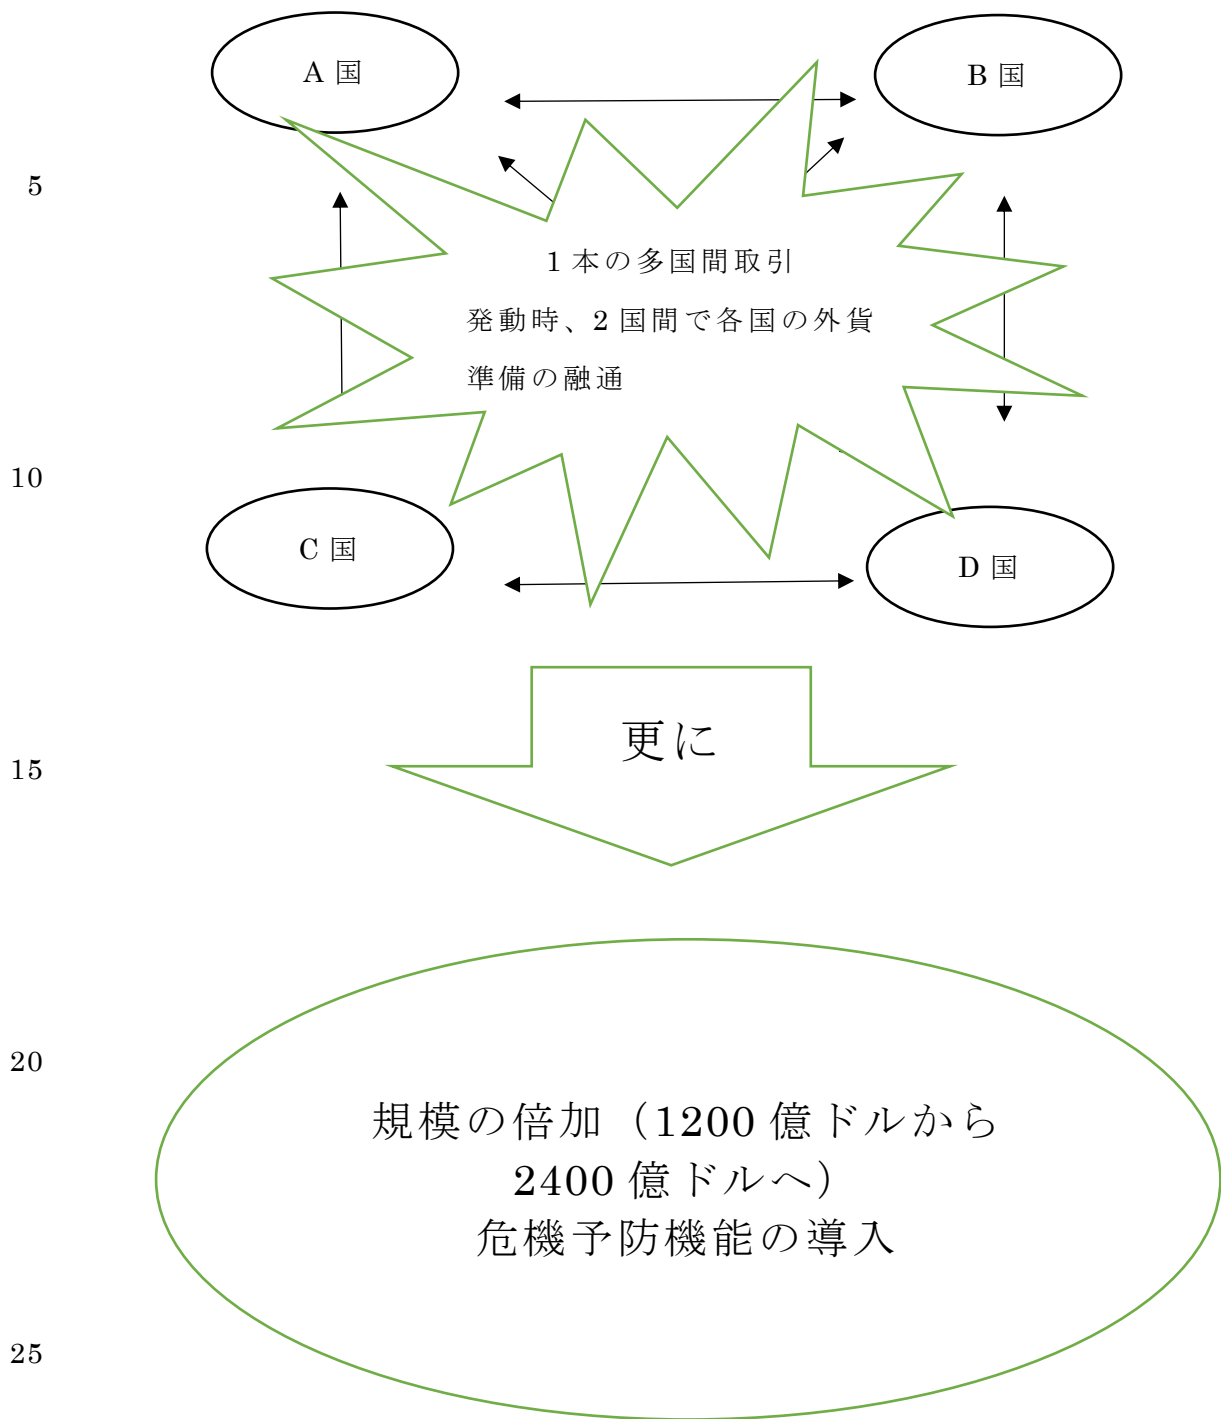 A 国
B 国
5
1 本の多国間取引
発動時、2 国間で各国の外貨
準備の融通
10
C 国
D 国
更に
15
20
規模の倍加（1200 億ドルから
2400 億ドルへ）
危機予防機能の導入
25